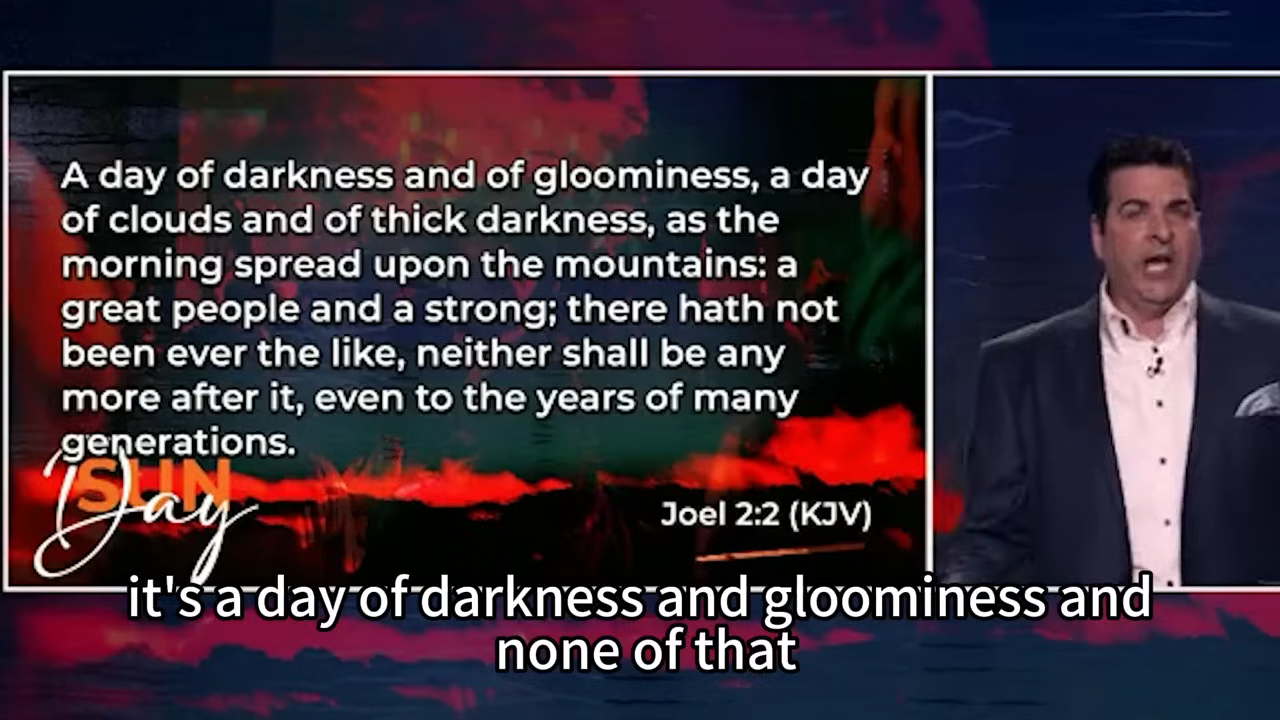 A day of darkness and of gloominess, a day
of clouds and of thick darkness, as the
morning spread upon the mountains: a
great people and a strong; there hath not
been ever the like, neither shall be any
more after it, even to the years of many
generations.
SUN
Day
Joel 2:2 (KJV)
it's a day of darkness and gloominess and
none of that